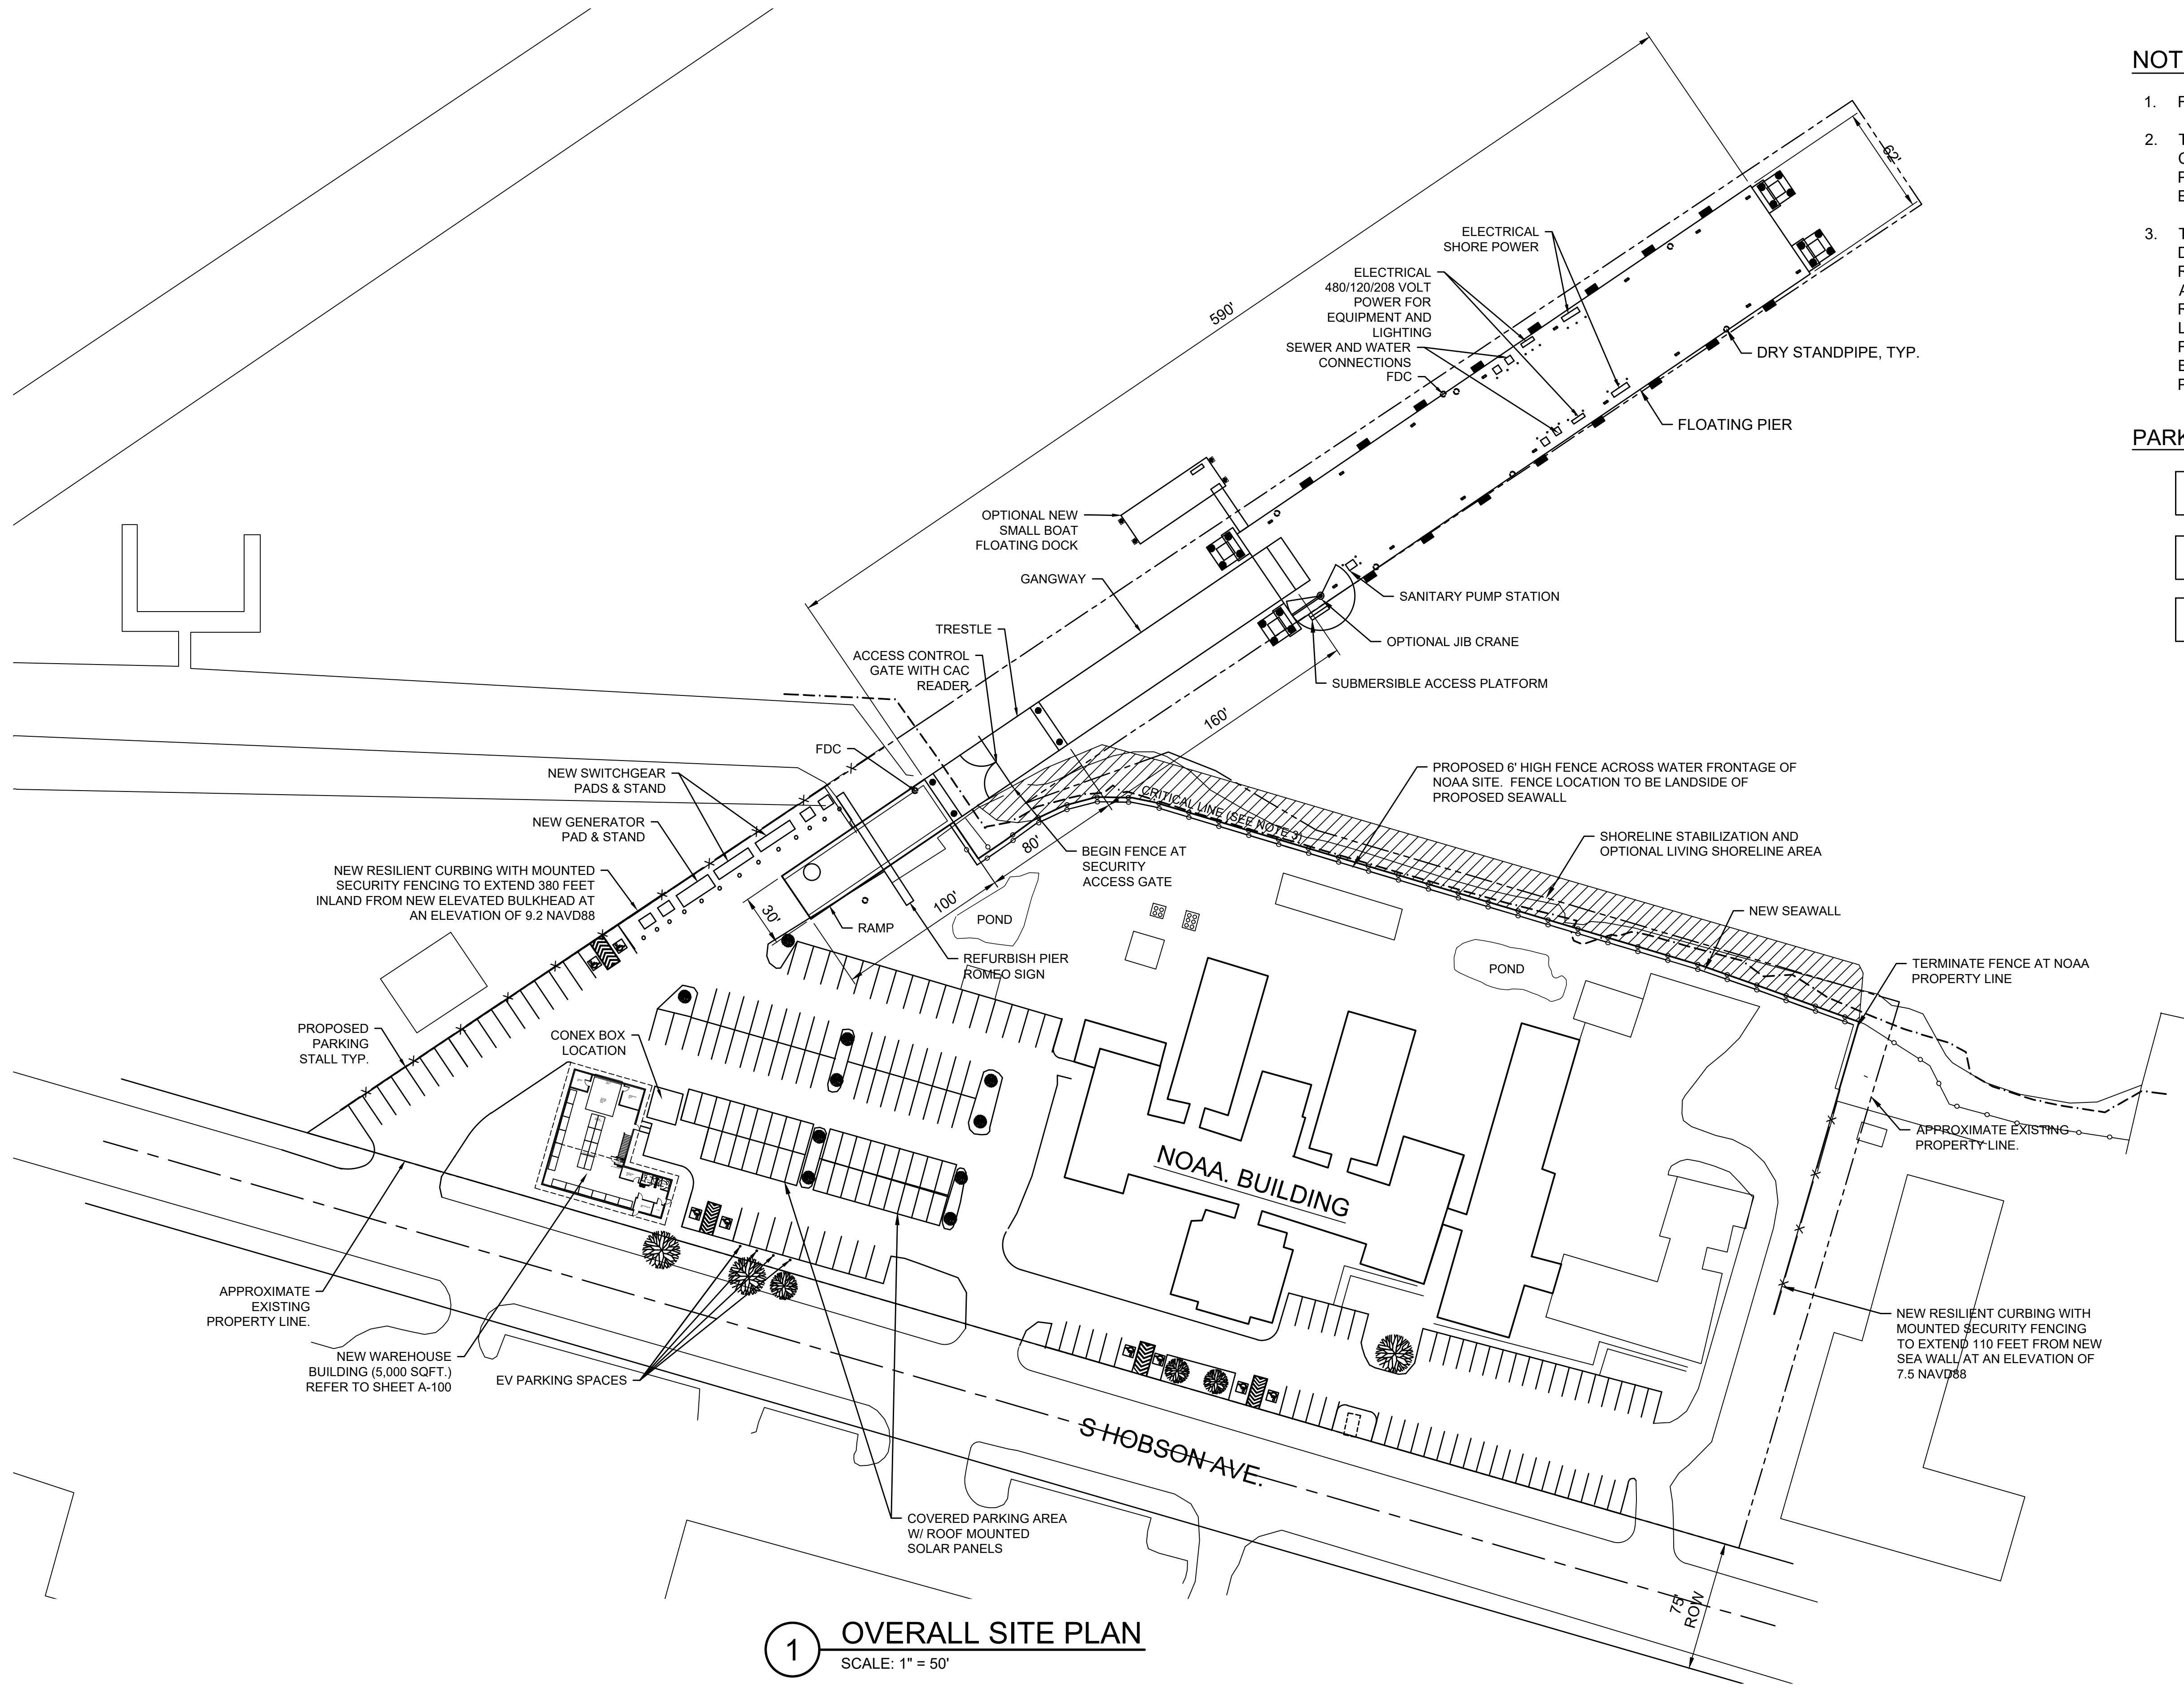 590'
62'
ELECTRICAL
SHORE POWER
ELECTRICAL
480/120/208 VOLT
POWER FOR
EQUIPMENT AND
LIGHTING
SEWER AND WATER
CONNECTIONS
FDC
DRY STANDPIPE, TYP.
FLOATING PIER
OPTIONAL NEW
SMALL BOAT
FLOATING DOCK
GANGWAY
TRESTLE
ACCESS CONTROL
GATE WITH CAC
READER
SANITARY PUMP STATION
OPTIONAL JIB CRANE
SUBMERSIBLE ACCESS PLATFORM
160'
FDC
NEW SWITCHGEAR
PADS & STAND
NEW GENERATOR
PAD & STAND
NEW RESILIENT CURBING WITH MOUNTED
SECURITY FENCING TO EXTEND 380 FEET
INLAND FROM NEW ELEVATED BULKHEAD AT
AN ELEVATION OF 9.2 NAVD88
PROPOSED 6' HIGH FENCE ACROSS WATER FRONTAGE OF
NOAA SITE. FENCE LOCATION TO BE LANDSIDE OF
PROPOSED SEAWALL
CRITICAL LINE (SEE NOTE 3)
SHORELINE STABILIZATION AND
OPTIONAL LIVING SHORELINE AREA
80'
BEGIN FENCE AT
SECURITY
ACCESS GATE
100'
30'
RAMP
POND
REFURBISH PIER
ROMEO SIGN
NEW SEAWALL
POND
TERMINATE FENCE AT NOAA
PROPERTY LINE
PROPOSED
PARKING
STALL TYP.
CONEX BOX
LOCATION
APPROXIMATE EXISTING
PROPERTY LINE.
NOAA. BUILDING
APPROXIMATE
EXISTING
PROPERTY LINE.
NEW WAREHOUSE
BUILDING (5,000 SQFT.)
REFER TO SHEET A-100
EV PARKING SPACES
NEW RESILIENT CURBING WITH
MOUNTED SECURITY FENCING
TO EXTEND 110 FEET FROM NEW
SEA WALL AT AN ELEVATION OF
7.5 NAVD88
S HOBSON AVE.
COVERED PARKING AREA
W/ ROOF MOUNTED
SOLAR PANELS
75'
ROW
1
OVERALL SITE PLAN
SCALE: 1" = 50'
NOT
1.
2.
3.
PARK